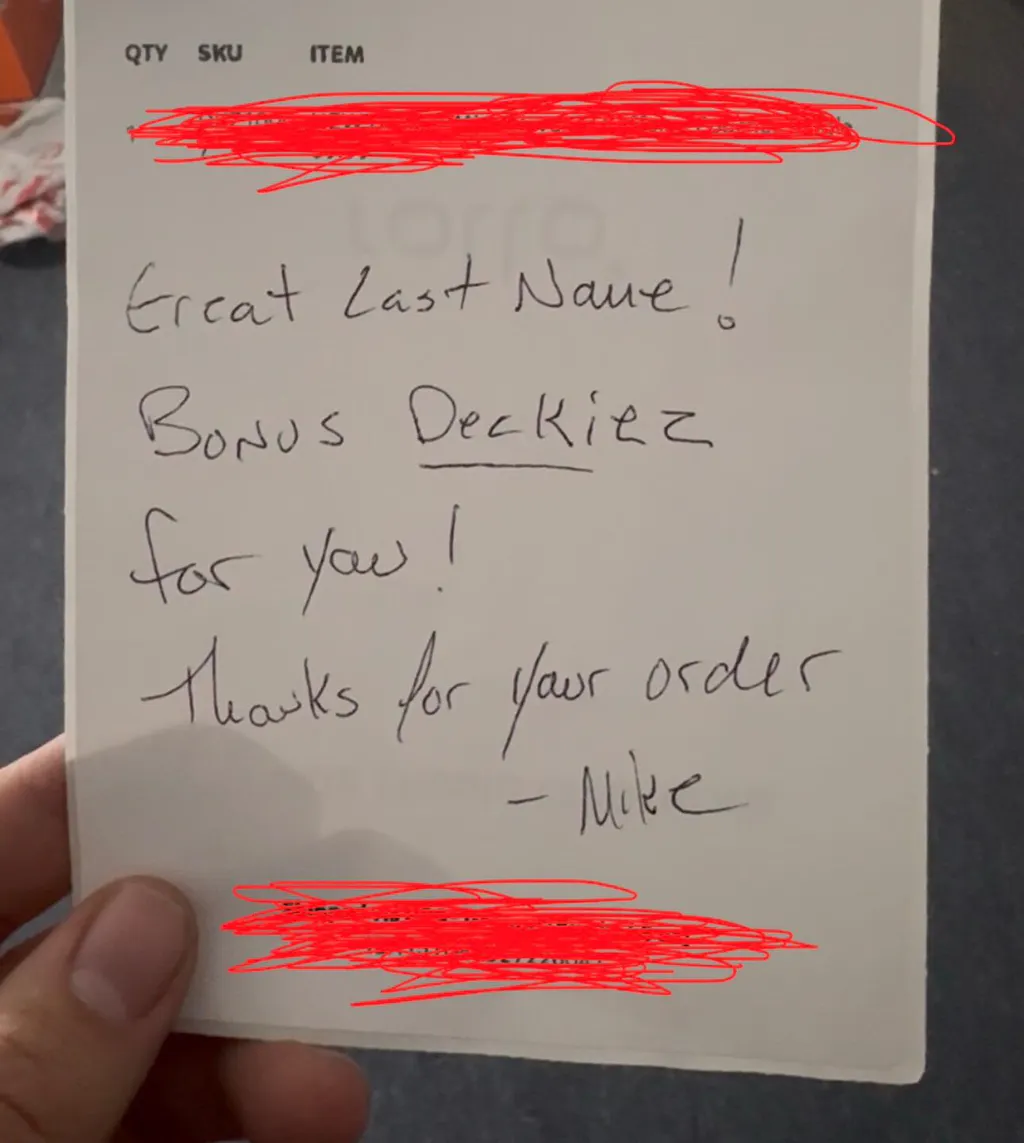 QTY SKU ITEM
Great Last Name!
Bonus Deckiez
for you!
Thanks for your order
- Mike